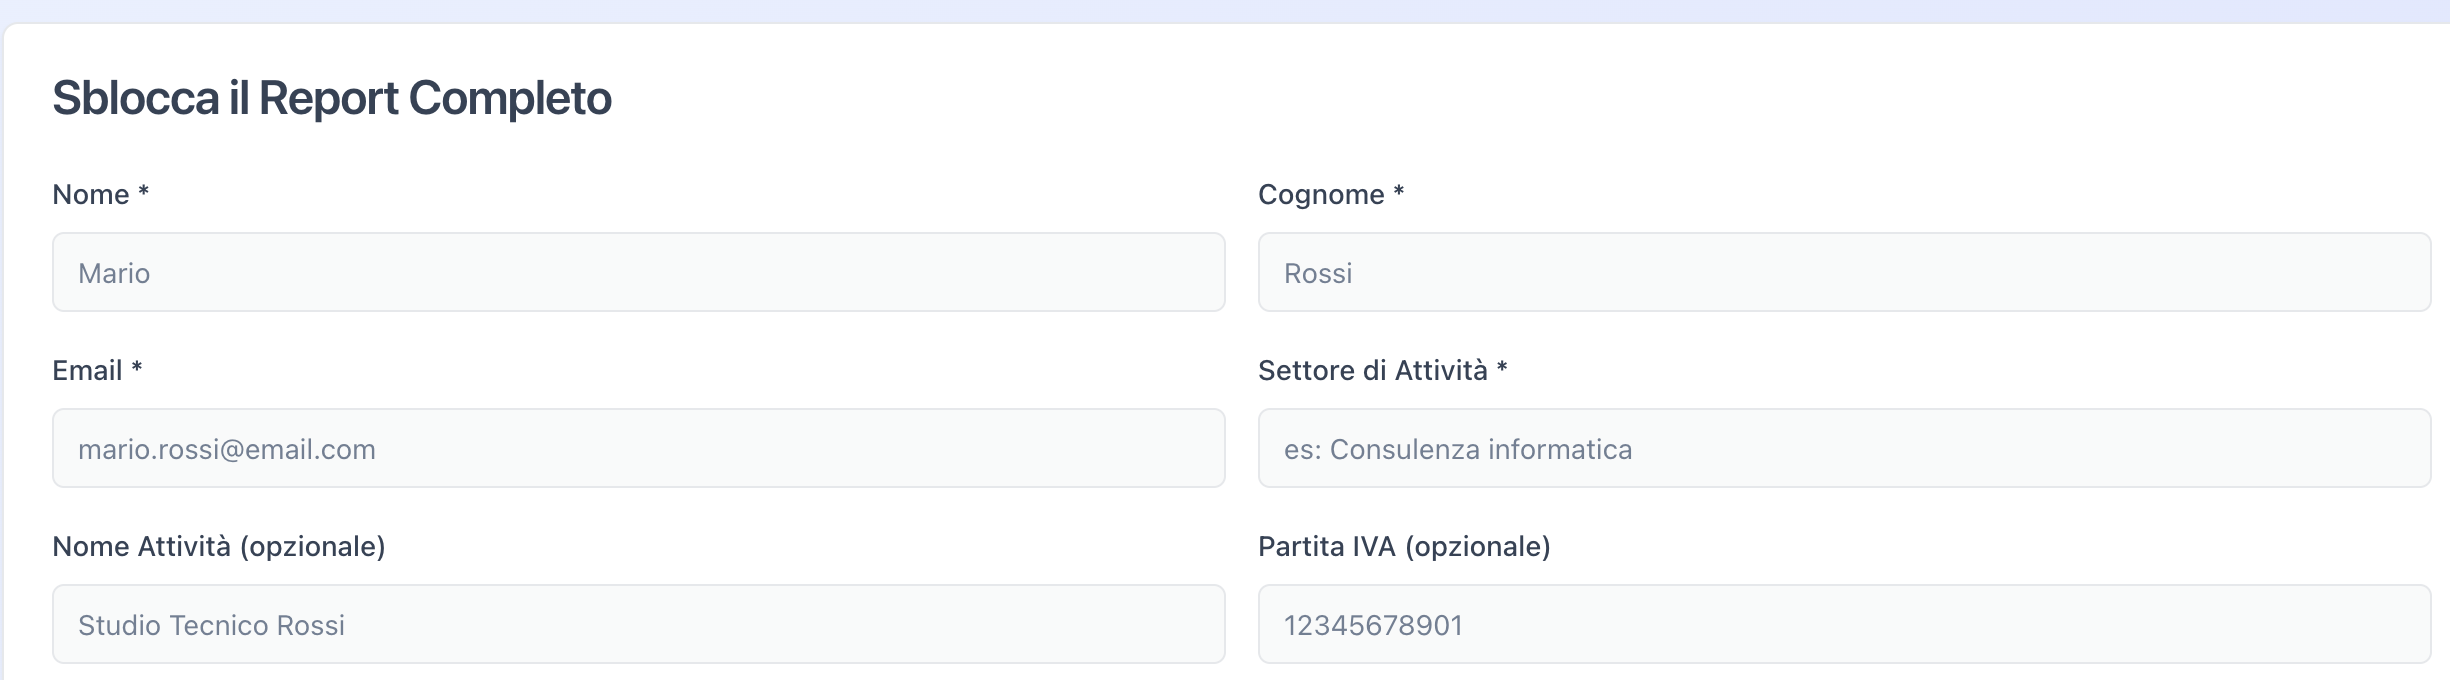 Sblocca il Report Completo
Nome *
Cognome *
Mario
Rossi
Email *
Settore di Attività *
mario.rossi@email.com
es: Consulenza informatica
Nome Attività (opzionale)
Partita IVA (opzionale)
Studio Tecnico Rossi
12345678901